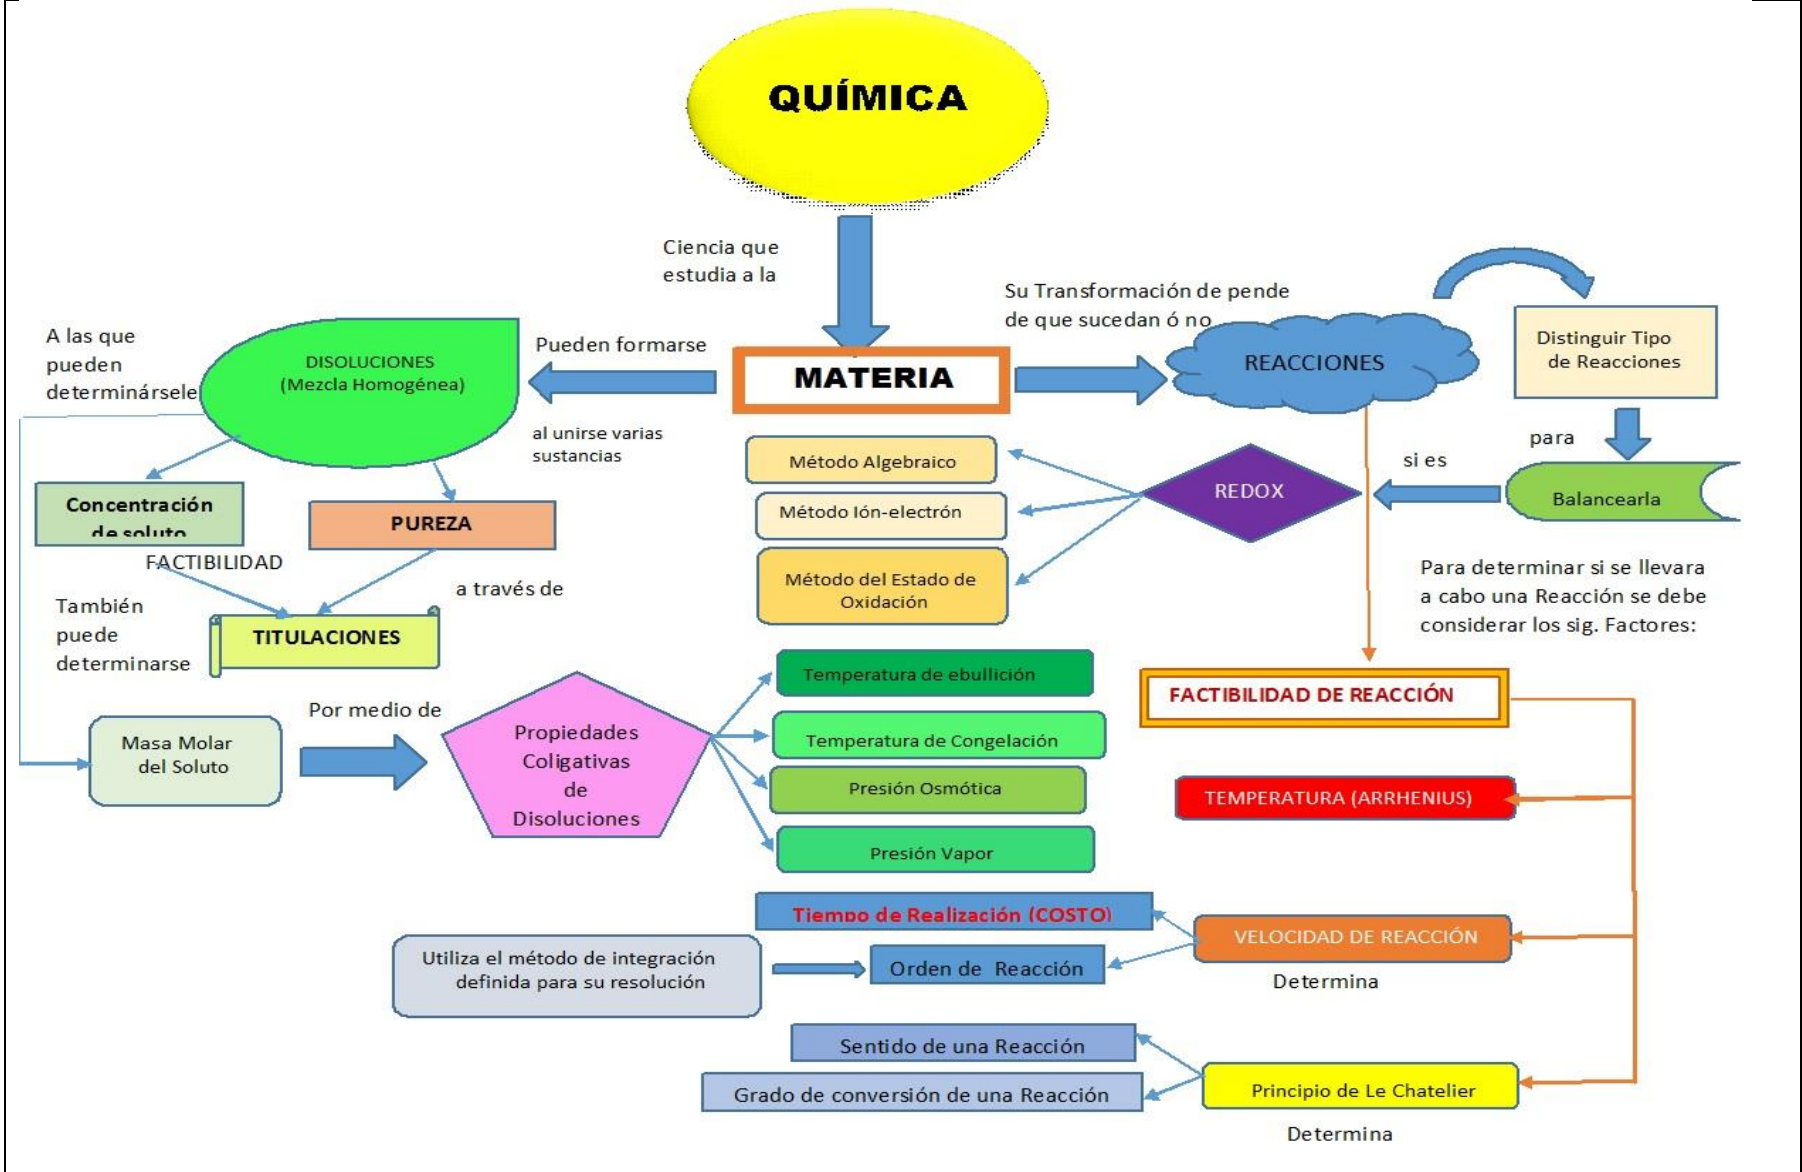 QUÍMICA
Ciencia que
estudia a la
MATERIA
Pueden formarse
al unirse varias
sustancias
DISOLUCIONES
(Mezcla Homogénea)
A las que
pueden
determinársele
Concentración
de soluto
PUREZA
FACTIBILIDAD
a través de
TITULACIONES
También
puede
determinarse
Masa Molar
del Soluto
Por medio de
Propiedades
Coligativas
de
Disoluciones
Temperatura de ebullición
Temperatura de Congelación
Presión Osmótica
Presión Vapor
Su Transformación de pende
de que sucedan ó no
REACCIONES
Distinguir Tipo
de Reacciones
para
Balancearla
si es
REDOX
Método Algebraico
Método Ión-electrón
Método del Estado de
Oxidación
Para determinar si se llevara
a cabo una Reacción se debe
considerar los sig. Factores:
FACTIBILIDAD DE REACCIÓN
TEMPERATURA (ARRHENIUS)
VELOCIDAD DE REACCIÓN
Determina
Tiempo de Realización (COSTO)
Orden de Reacción
Utiliza el método de integración
definida para su resolución
Principio de Le Chatelier
Determina
Sentido de una Reacción
Grado de conversión de una Reacción